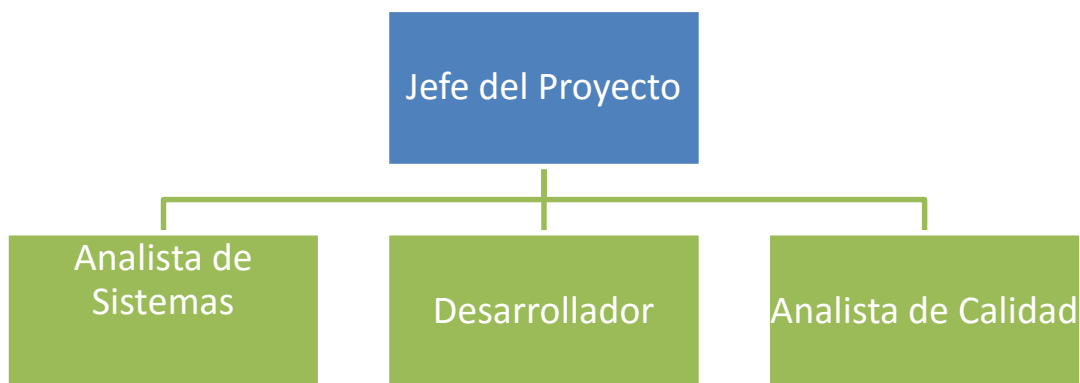 Jefe del Proyecto
Analista de
Sistemas
Desarrollador
Analista de Calidad